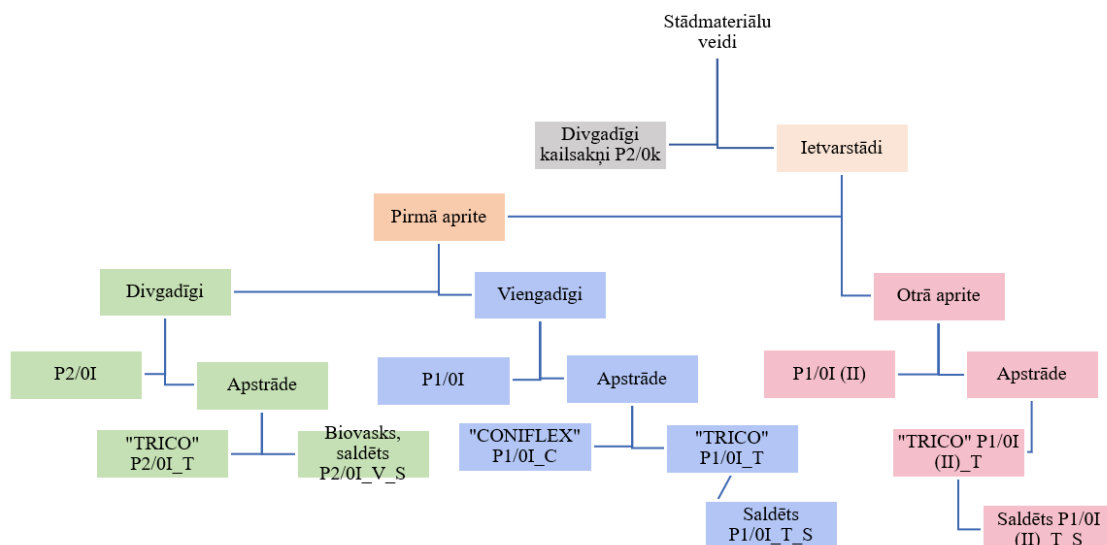 Stādmateriālu
veidi
Divgadīgi
kailsakņi P2/0k
Ietvarstādi
Pirmā aprite
Divgadīgi
Viengadīgi
Otrā aprite
P2/0I
Apstrāde
P1/0I
Apstrāde
P1/0I (II)
Apstrāde
"TRICO"
P2/0I_T
Biovasks,
saldēts
P2/0I_V_S
"CONIFLEX"
P1/0I_C
"TRICO"
P1/0I_T
"TRICO" P1/0I
(II)_T
Saldēts
P1/0I_T_S
Saldēts P1/0I
(II)_T_S